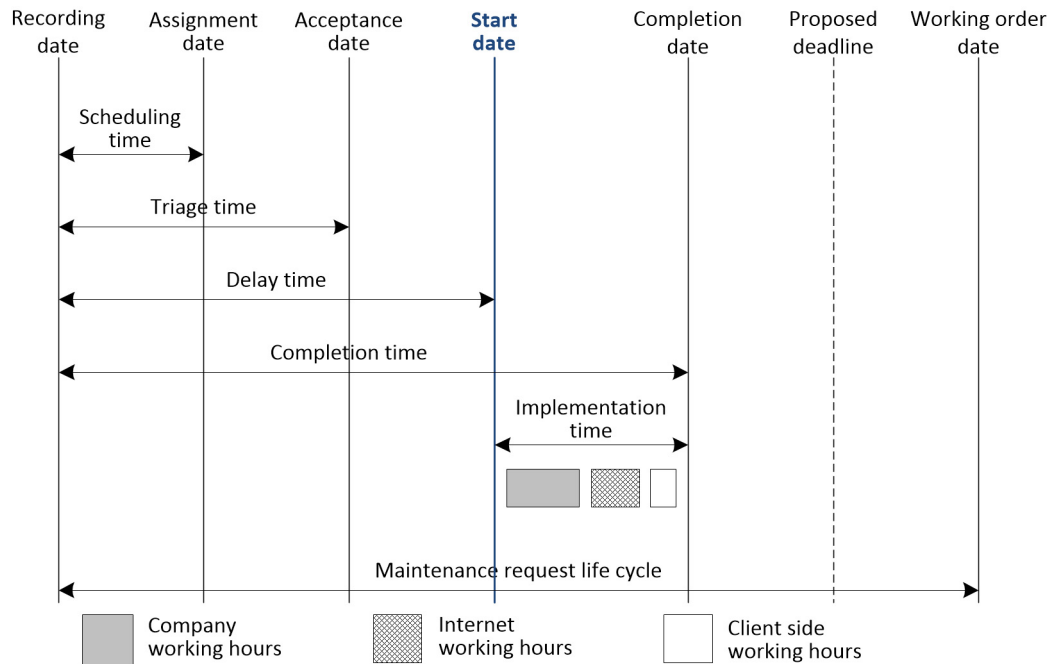 Recording
date
Assignment
date
Acceptance
date
Start
date
Completion
date
Proposed
deadline
Working order
date
Scheduling
time
Triage time
Delay time
Completion time
Implementation
time
Maintenance request life cycle
Company
working hours
Internet
working hours
Client side
working hours